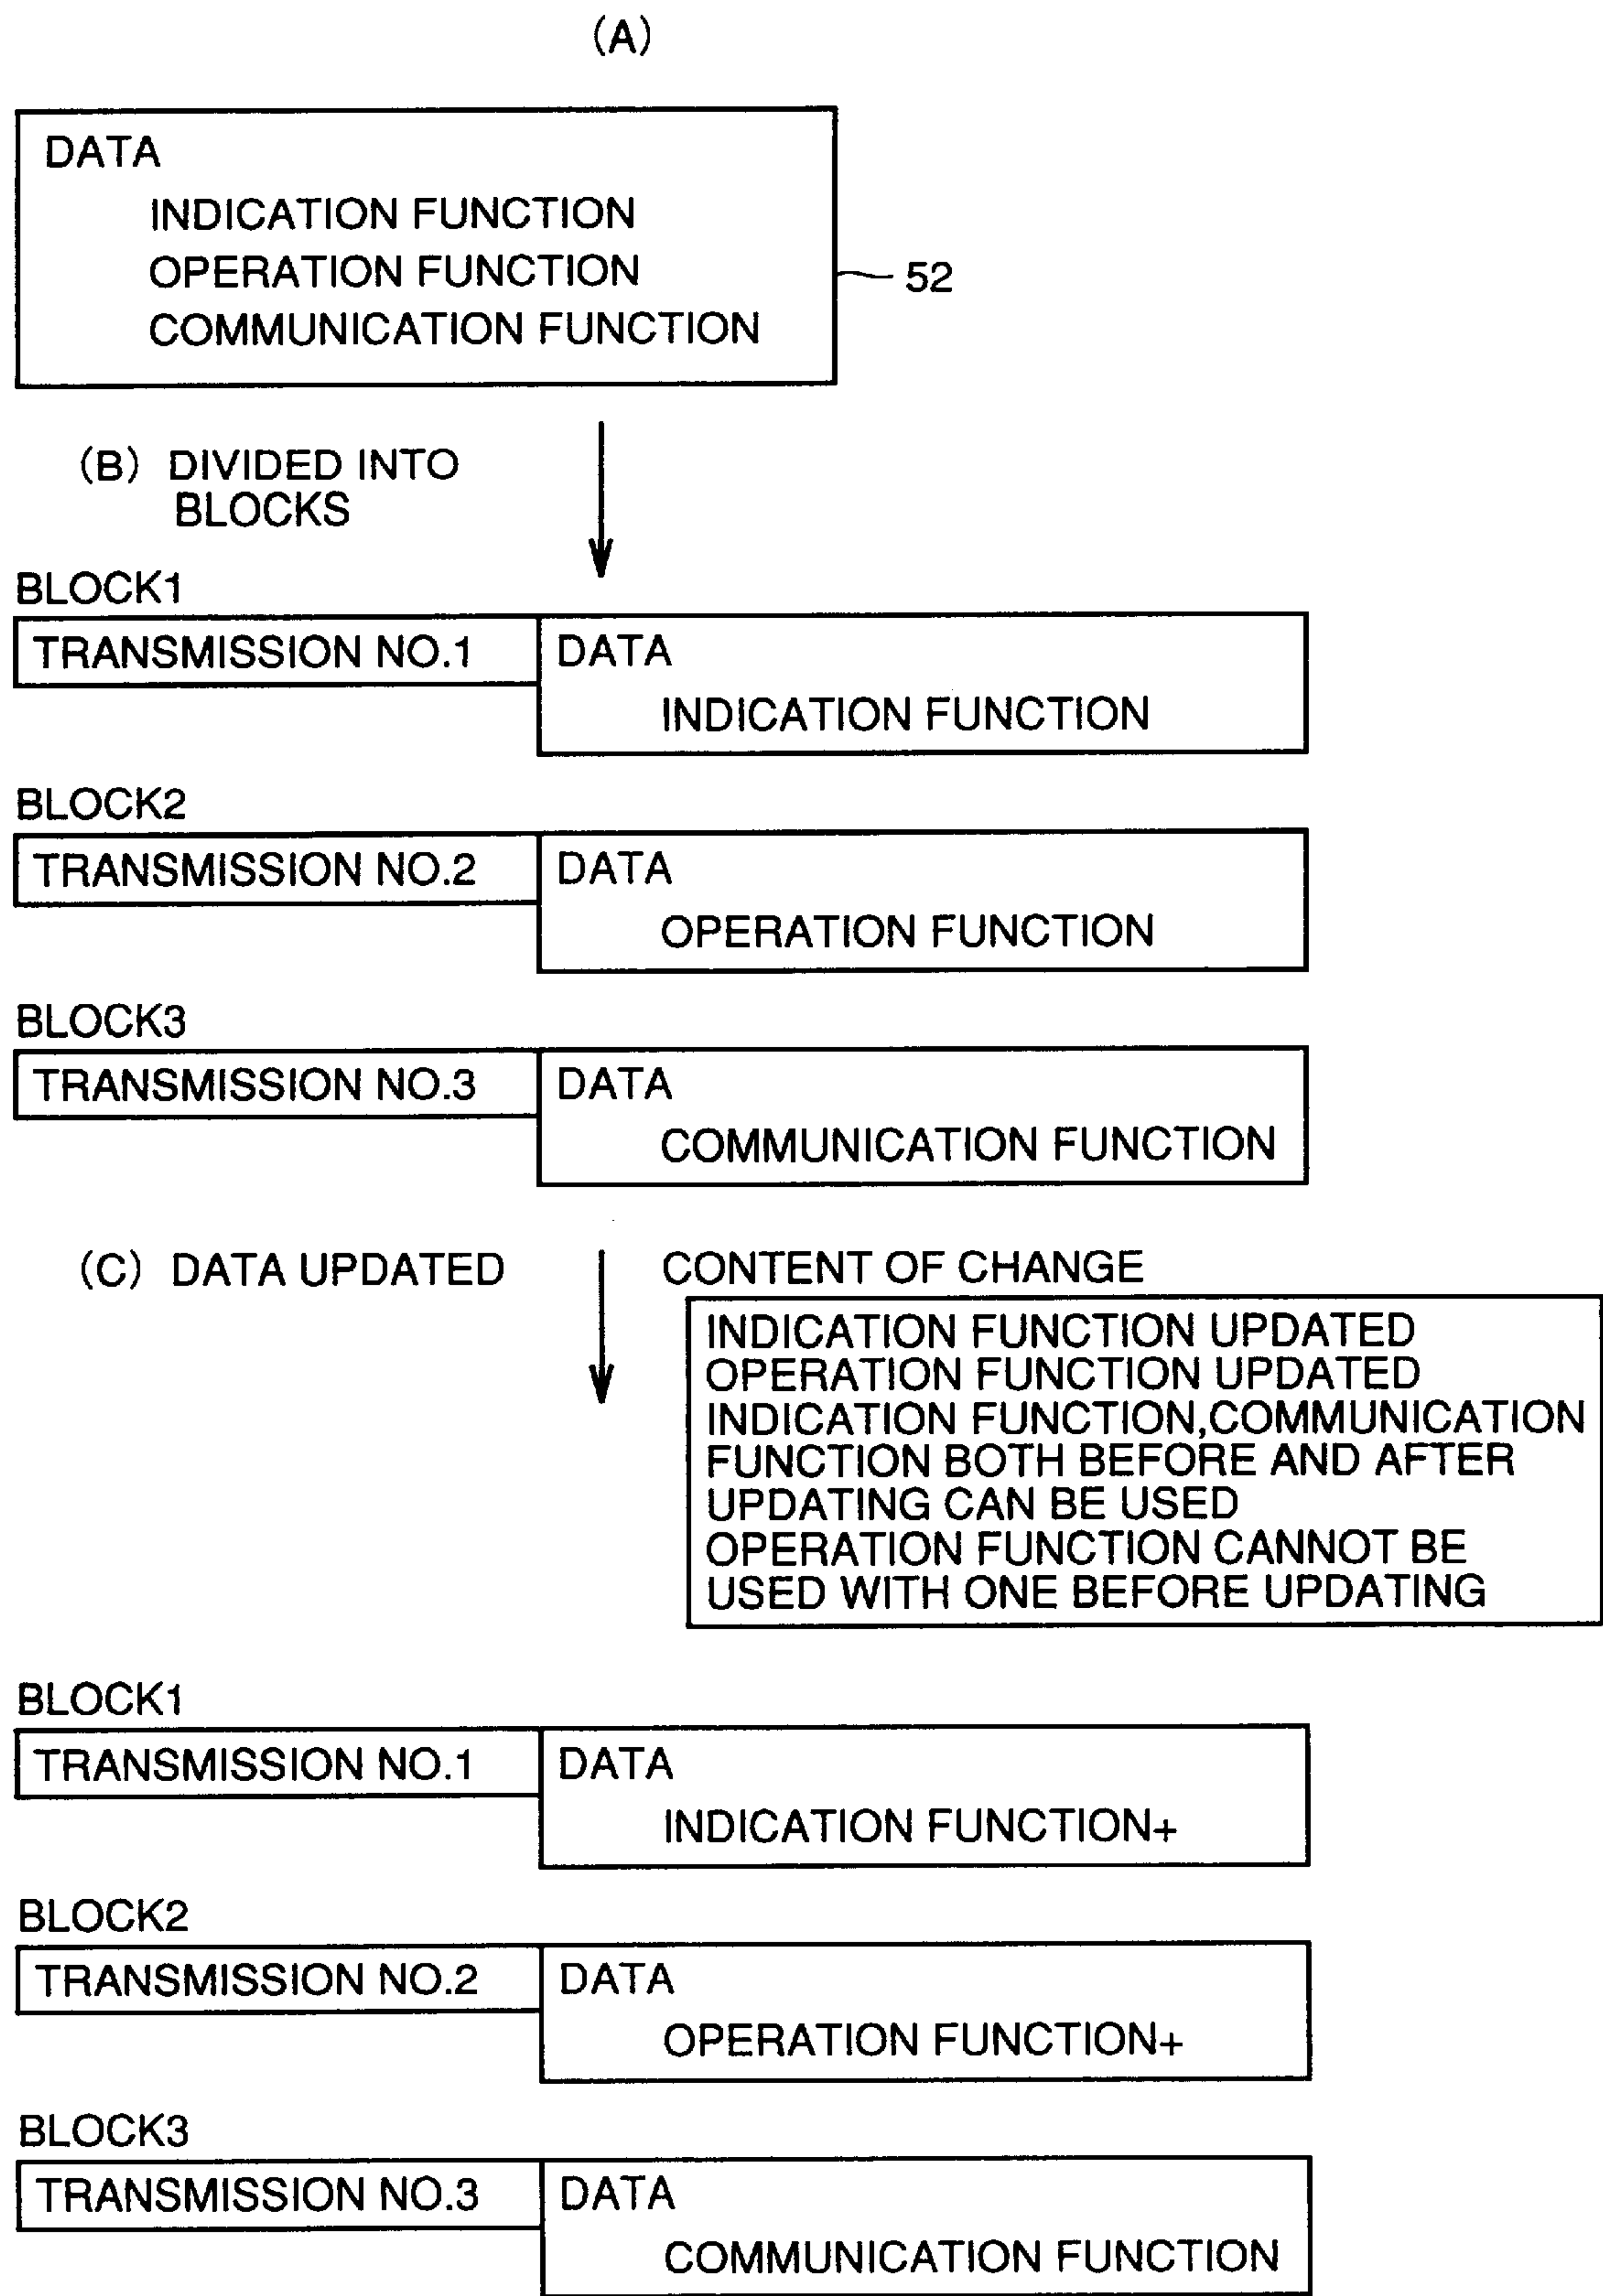 (A)
DATA
INDICATION FUNCTION
OPERATION FUNCTION
COMMUNICATION FUNCTION
52
(B) DIVIDED INTO
BLOCKS
BLOCK1
TRANSMISSION NO.1
DATA
INDICATION FUNCTION
BLOCK2
TRANSMISSION NO.2
DATA
OPERATION FUNCTION
BLOCK3
TRANSMISSION NO.3
DATA
COMMUNICATION FUNCTION
(C) DATA UPDATED
CONTENT OF CHANGE
INDICATION FUNCTION UPDATED
OPERATION FUNCTION UPDATED
INDICATION FUNCTION,COMMUNICATION
FUNCTION BOTH BEFORE AND AFTER
UPDATING CAN BE USED
OPERATION FUNCTION CANNOT BE
USED WITH ONE BEFORE UPDATING
BLOCK1
TRANSMISSION NO.1
DATA
INDICATION FUNCTION+
BLOCK2
TRANSMISSION NO.2
DATA
OPERATION FUNCTION+
BLOCK3
TRANSMISSION NO.3
DATA
COMMUNICATION FUNCTION